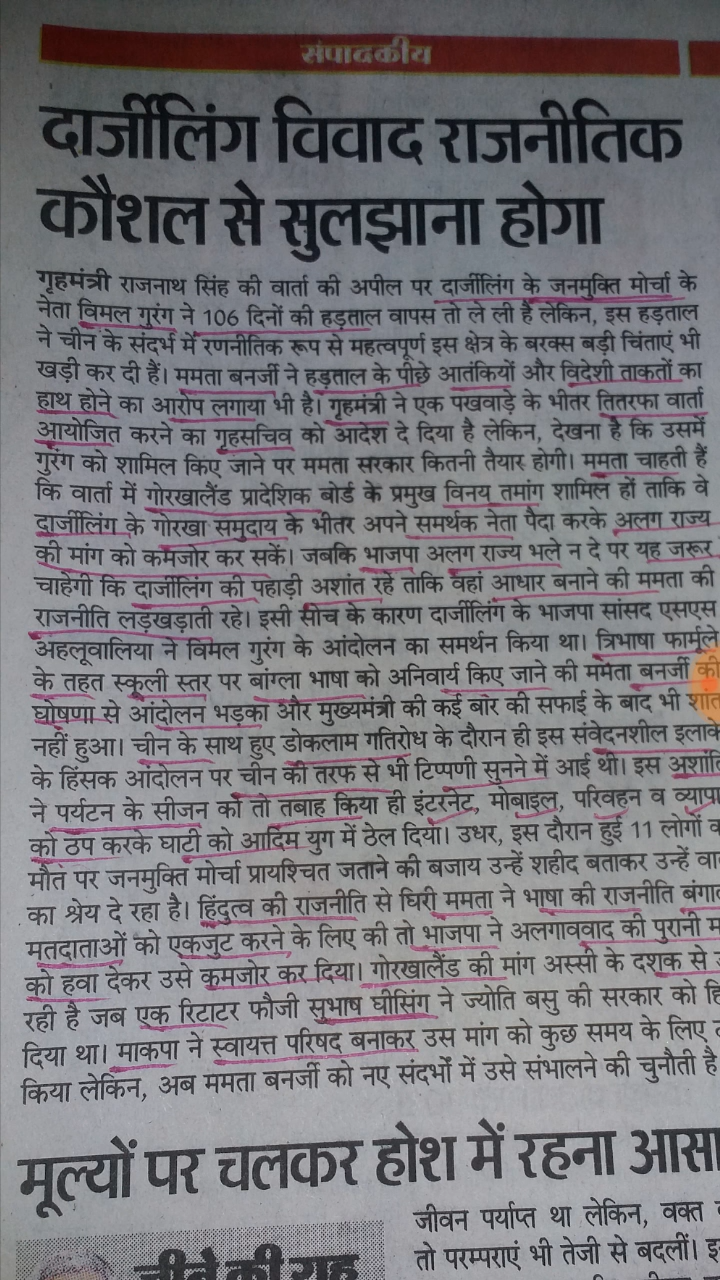 संपादकीय
दार्जीलिंग विवाद राजनीतिक
कौशल से सुलझाना होगा
गृहमंत्री राजनाथ सिंह की वार्ता की अपील पर दार्जीलिंग के जनमुक्ति मोर्चा के
नेता विमल गुरंग ने 106 दिनों की हड़ताल वापस तो ले ली है लेकिन, इस हड़ताल
ने चीन के संदर्भ में रणनीतिक रूप से महत्वपूर्ण इस क्षेत्र के बरक्स बड़ी चिंताएं भी
खड़ी कर दी हैं। ममता बनर्जी ने हड़ताल के पीछे आतंकियों और विदेशी ताकतों का
हाथ होने का आरोप लगाया भी है। गृहमंत्री ने एक पखवाड़े के भीतर तितरफा वार्ता
आयोजित करने का गृहसचिव को आदेश दे दिया है लेकिन, देखना है कि उसमें
गुरंग को शामिल किए जाने पर ममता सरकार कितनी तैयार होगी। ममता चाहती हैं
कि वार्ता में गोरखालैंड प्रादेशिक बोर्ड के प्रमुख विनय तमांग शामिल हों ताकि वे
दार्जीलिंग के गोरखा समुदाय के भीतर अपने समर्थक नेता पैदा करके अलग राज्य
की मांग को कमजोर कर सकें। जबकि भाजपा अलग राज्य भले न दे पर यह जरूर
चाहेगी कि दार्जीलिंग की पहाड़ी अशांत रहे ताकि वहां आधार बनाने की ममता की
राजनीति लड़खड़ाती रहे। इसी सोच के कारण दार्जीलिंग के भाजपा सांसद एसएस
अहलूवालिया ने विमल गुरंग के आंदोलन का समर्थन किया था। त्रिभाषा फार्मूले
के तहत स्कूली स्तर पर बांग्ला भाषा को अनिवार्य किए जाने की ममता बनर्जी की
घोषणा से आंदोलन भड़का और मुख्यमंत्री की कई बार की सफाई के बाद भी शांत
नहीं हुआ। चीन के साथ हुए डोकलाम गतिरोध के दौरान ही इस संवेदनशील इलाके
के हिंसक आंदोलन पर चीन की तरफ से भी टिप्पणी सुनने में आई थी। इस अशांति
ने पर्यटन के सीजन को तो तबाह किया ही इंटरनेट, मोबाइल, परिवहन व व्यापा
को ठप करके घाटी को आदिम युग में ठेल दिया। उधर, इस दौरान हुई 11 लोगों
मौत पर जनमुक्ति मोर्चा प्रायश्चित जताने की बजाय उन्हें शहीद बताकर उन्हें वा
का श्रेय दे रहा है। हिंदुत्व की राजनीति से घिरी ममता ने भाषा की राजनीति बंगा
मतदाताओं को एकजुट करने के लिए की तो भाजपा ने अलगाववाद की पुरानी
को हवा देकर उसे कमजोर कर दिया। गोरखालैंड की मांग अस्सी के दशक से
रही है जब एक रिटाटर फौजी सुभाष घीसिंग ने ज्योति बसु की सरकार को
दिया था। माकपा ने स्वायत्त परिषद बनाकर उस मांग को कुछ समय के लिए
किया लेकिन, अब ममता बनर्जी को नए संदर्भों में उसे संभालने की चुनौती है
मूल्यों पर चलकर होश में रहना आसा
जीवन पर्याप्त था लेकिन, वक्त
तो परम्पराएं भी तेजी से बदलीं।